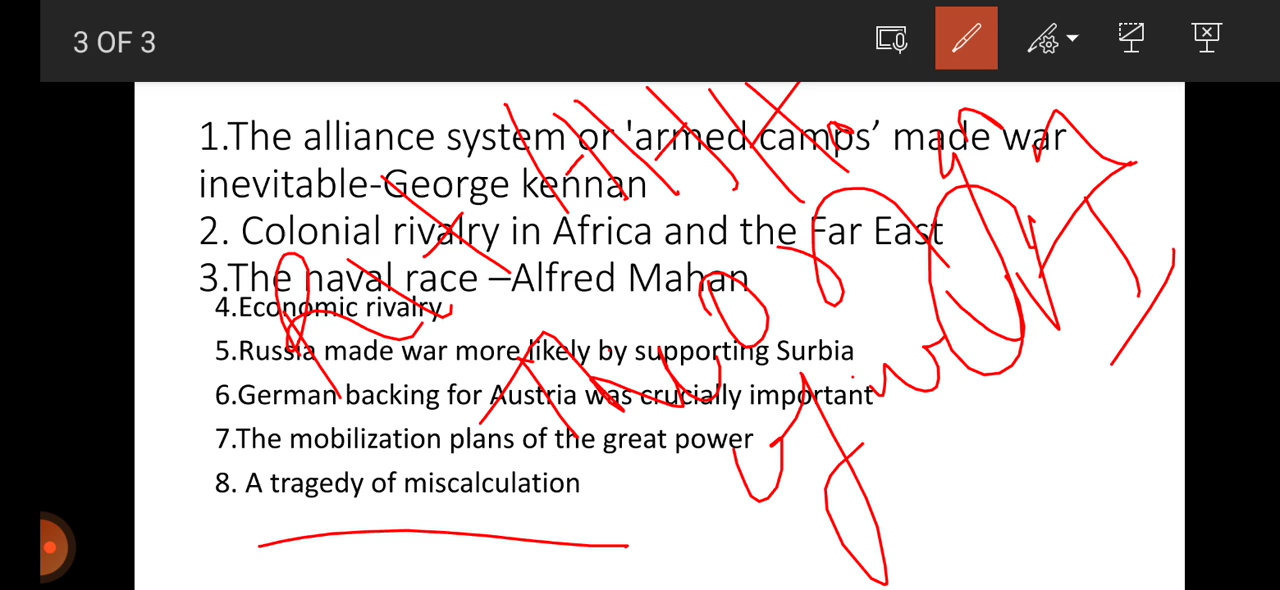 3 OF 3
1.The alliance system or 'armed camps’ made war
inevitable-George kennan
2. Colonial rivalry in Africa and the Far East
3.The naval race –Alfred Mahan
4.Economic rivalry
5.Russia made war more likely by supporting Surbia
6.German backing for Austria was crucially important
7.The mobilization plans of the great power
8. A tragedy of miscalculation